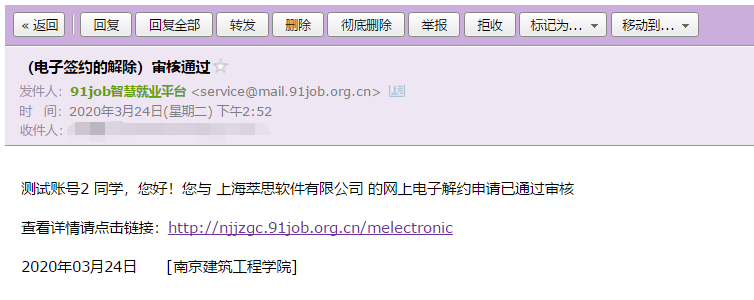 « 返回 回复 回复全部 转发 删除 彻底删除 举报 拒收 标记为... 移动到...
（电子签约的解除）审核通过
发件人：91job智慧就业平台 <service@mail.91job.org.cn>
时 间：2020年3月24日(星期二) 下午2:52
收件人：
测试账号2 同学，您好！您与 上海萃思软件有限公司 的网上电子解约申请已通过审核
查看详情请点击链接：http://njjzgc.91job.org.cn/melectronic
2020年03月24日 [南京建筑工程学院]